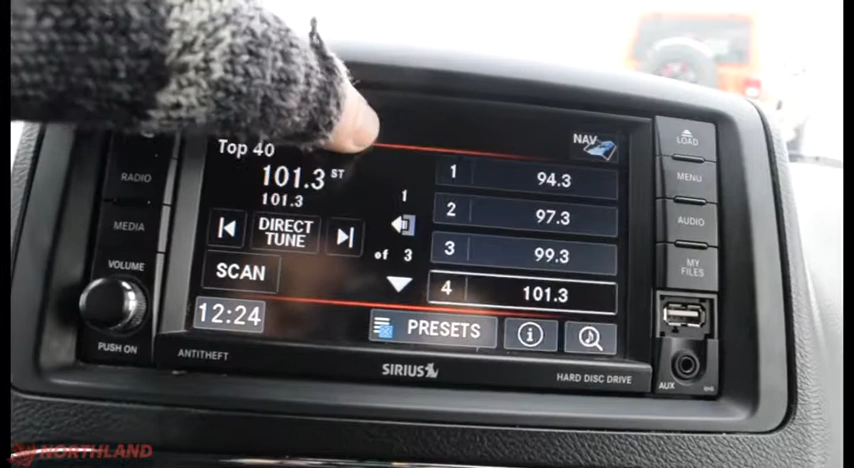 Top 40
NAV
LOAD
101.3 ST
1
94.3
RADIO
MENU
101.3
1
2
97.3
DIRECT
TUNE
AUDIO
MEDIA
of 3
3
99.3
VOLUME
SCAN
MY
FILES
4
101.3
12:24
PRESETS
i
PUSH ON
ANTITHEFT
SIRIUS
HARD DISC DRIVE
AUX
NORTHLAND